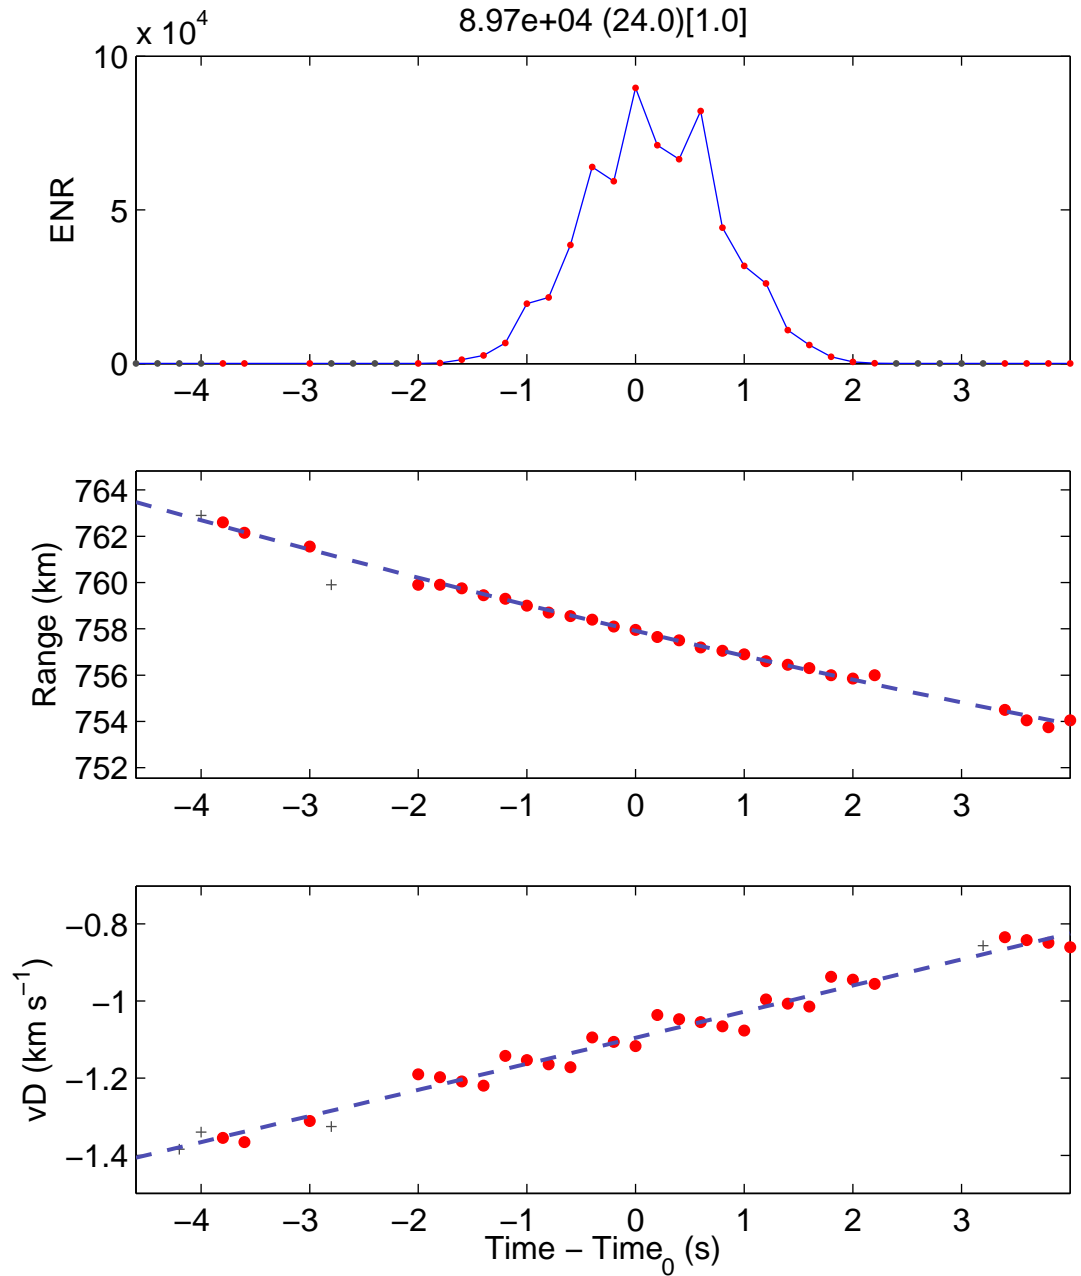 8.97e+04 (24.0)[1.0]
x 10^4
10
5
0
ENR
−4 −3 −2 −1 0 1 2 3
764
762
760
758
756
754
752
Range (km)
−4 −3 −2 −1 0 1 2 3
−0.8
−1
−1.2
−1.4
vD (km s^−1)
−4 −3 −2 −1 0 1 2 3
Time − Time_0 (s)